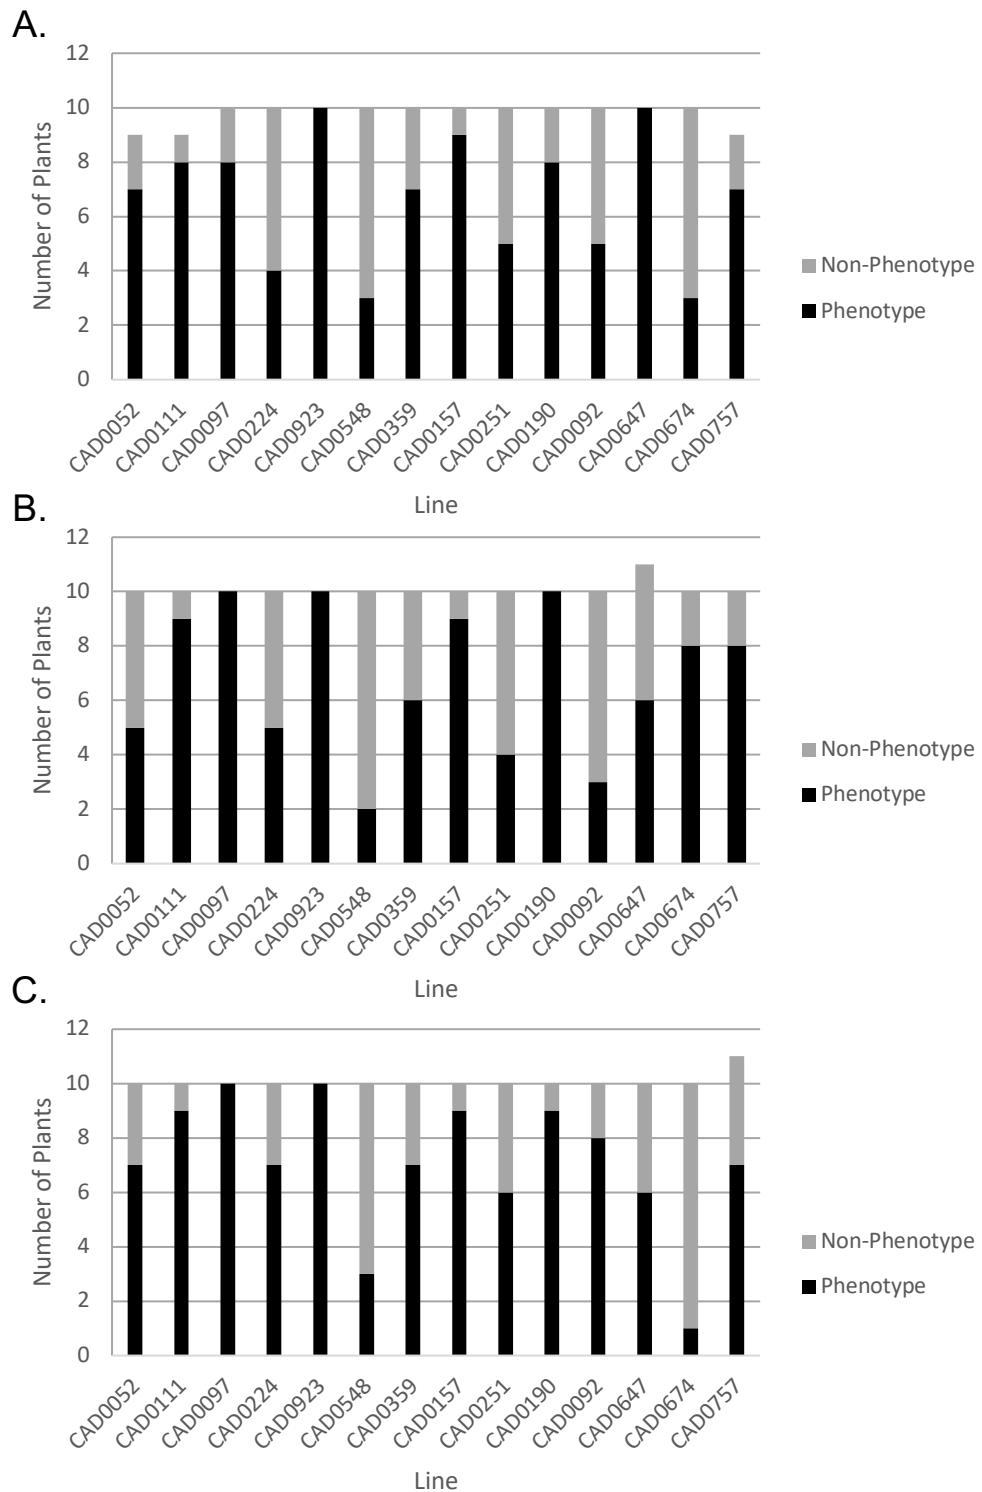 A.
12
10
8
6
4
2
0
Number of Plants
CAD0052
CAD0111
CAD0097
CAD0224
CAD0923
CAD0548
CAD0359
CAD0157
CAD0251
CAD0190
CAD0092
CAD0647
CAD0674
CAD0757
Line
Non-Phenotype
Phenotype
B.
12
10
8
6
4
2
0
Number of Plants
CAD0052
CAD0111
CAD0097
CAD0224
CAD0923
CAD0548
CAD0359
CAD0157
CAD0251
CAD0190
CAD0092
CAD0647
CAD0674
CAD0757
Line
Non-Phenotype
Phenotype
C.
12
10
8
6
4
2
0
Number of Plants
CAD0052
CAD0111
CAD0097
CAD0224
CAD0923
CAD0548
CAD0359
CAD0157
CAD0251
CAD0190
CAD0092
CAD0647
CAD0674
CAD0757
Line
Non-Phenotype
Phenotype